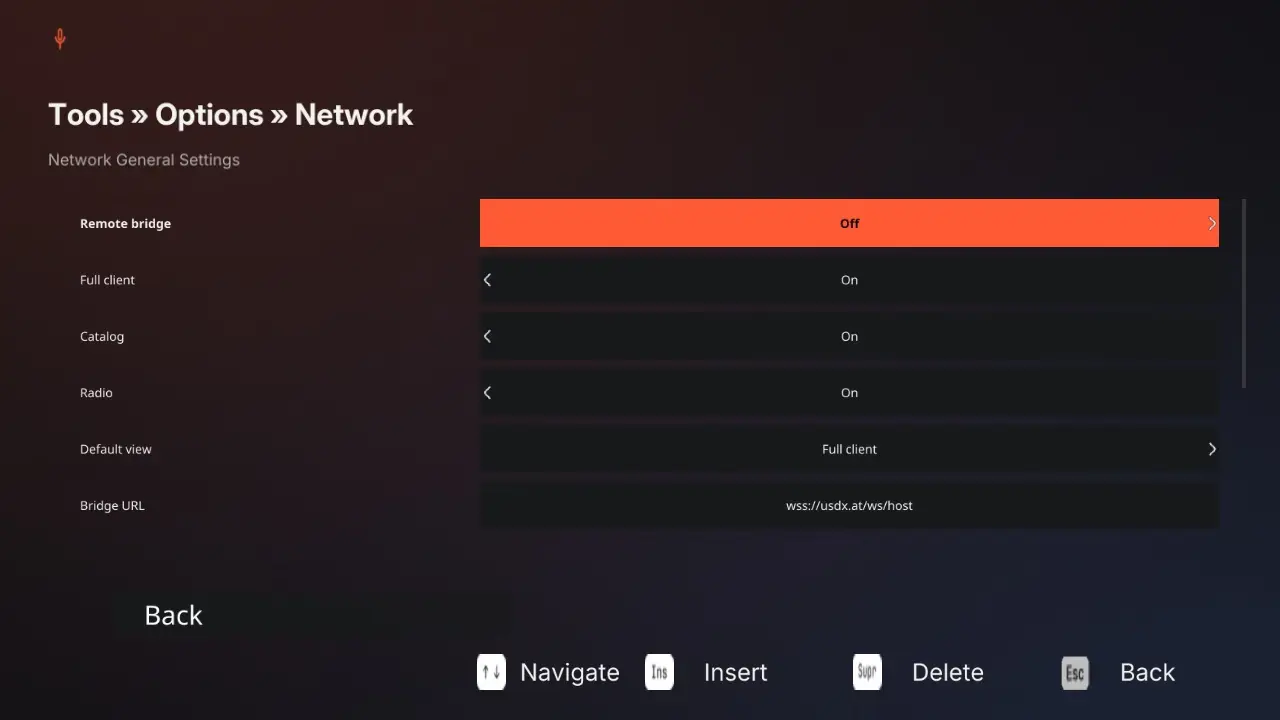 Tools » Options » Network
Network General Settings
Remote bridge Off
Full client On
Catalog On
Radio On
Default view Full client
Bridge URL wss://usdx.at/ws/host
Back
↑↓ Navigate Ins Insert Supr Delete Esc Back